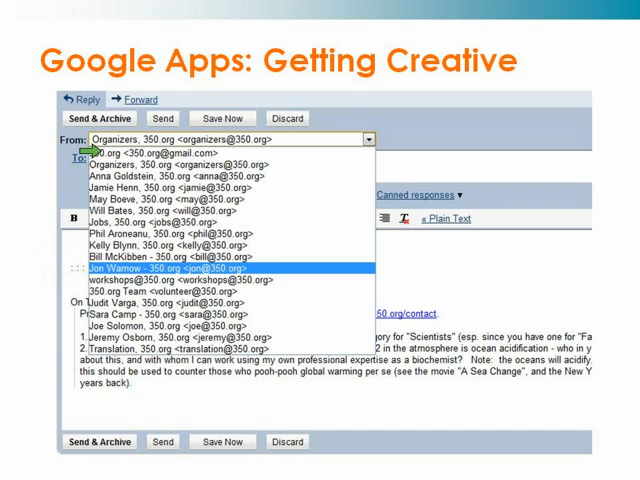 Google Apps: Getting Creative
Reply Forward
Send & Archive Send Save Now Discard
From: Organizers, 350.org <organizers@350.org>
350.org <350.org@gmail.com>
To: Organizers, 350.org <organizers@350.org>
Anna Goldstein, 350.org <anna@350.org>
Jamie Henn, 350.org <jamie@350.org>
May Boeve, 350.org <may@350.org>
Canned responses
Will Bates, 350.org <will@350.org>
B
« Plain Text
Jobs, 350.org <jobs@350.org>
Phil Aroneanu, 350.org <phil@350.org>
Kelly Blynn, 350.org <kelly@350.org>
Bill McKibben - 350.org <bill@350.org>
Jon Warnow - 350.org <jon@350.org>
workshops@350.org <workshops@350.org>
350.org Team <volunteer@350.org>
On Judit Varga, 350.org <judit@350.org>
Sara Camp - 350.org <sara@350.org> 50.org/contact.
Joe Solomon, 350.org <joe@350.org>
1. Jeremy Osborn, 350.org <jeremy@350.org> gory for "Scientists" (esp. since you have one for "Fa
2. Translation, 350.org <translation@350.org> 2 in the atmosphere is ocean acidification - who in y
about this, and with whom I can work using my own professional expertise as a biochemist? Note: the oceans will acidify,
this should be used to counter those who pooh-pooh global warming per se (see the movie "A Sea Change", and the New Y
years back).
Send & Archive Send Save Now Discard